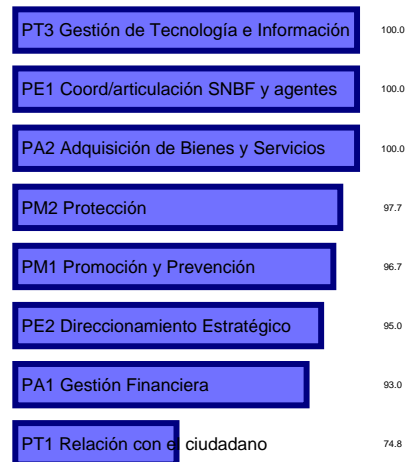 PT3 Gestión de Tecnología e Información 100.0
PE1 Coord/articulación SNBF y agentes 100.0
PA2 Adquisición de Bienes y Servicios 100.0
PM2 Protección 97.7
PM1 Promoción y Prevención 96.7
PE2 Direccionamiento Estratégico 95.0
PA1 Gestión Financiera 93.0
PT1 Relación con el ciudadano 74.8